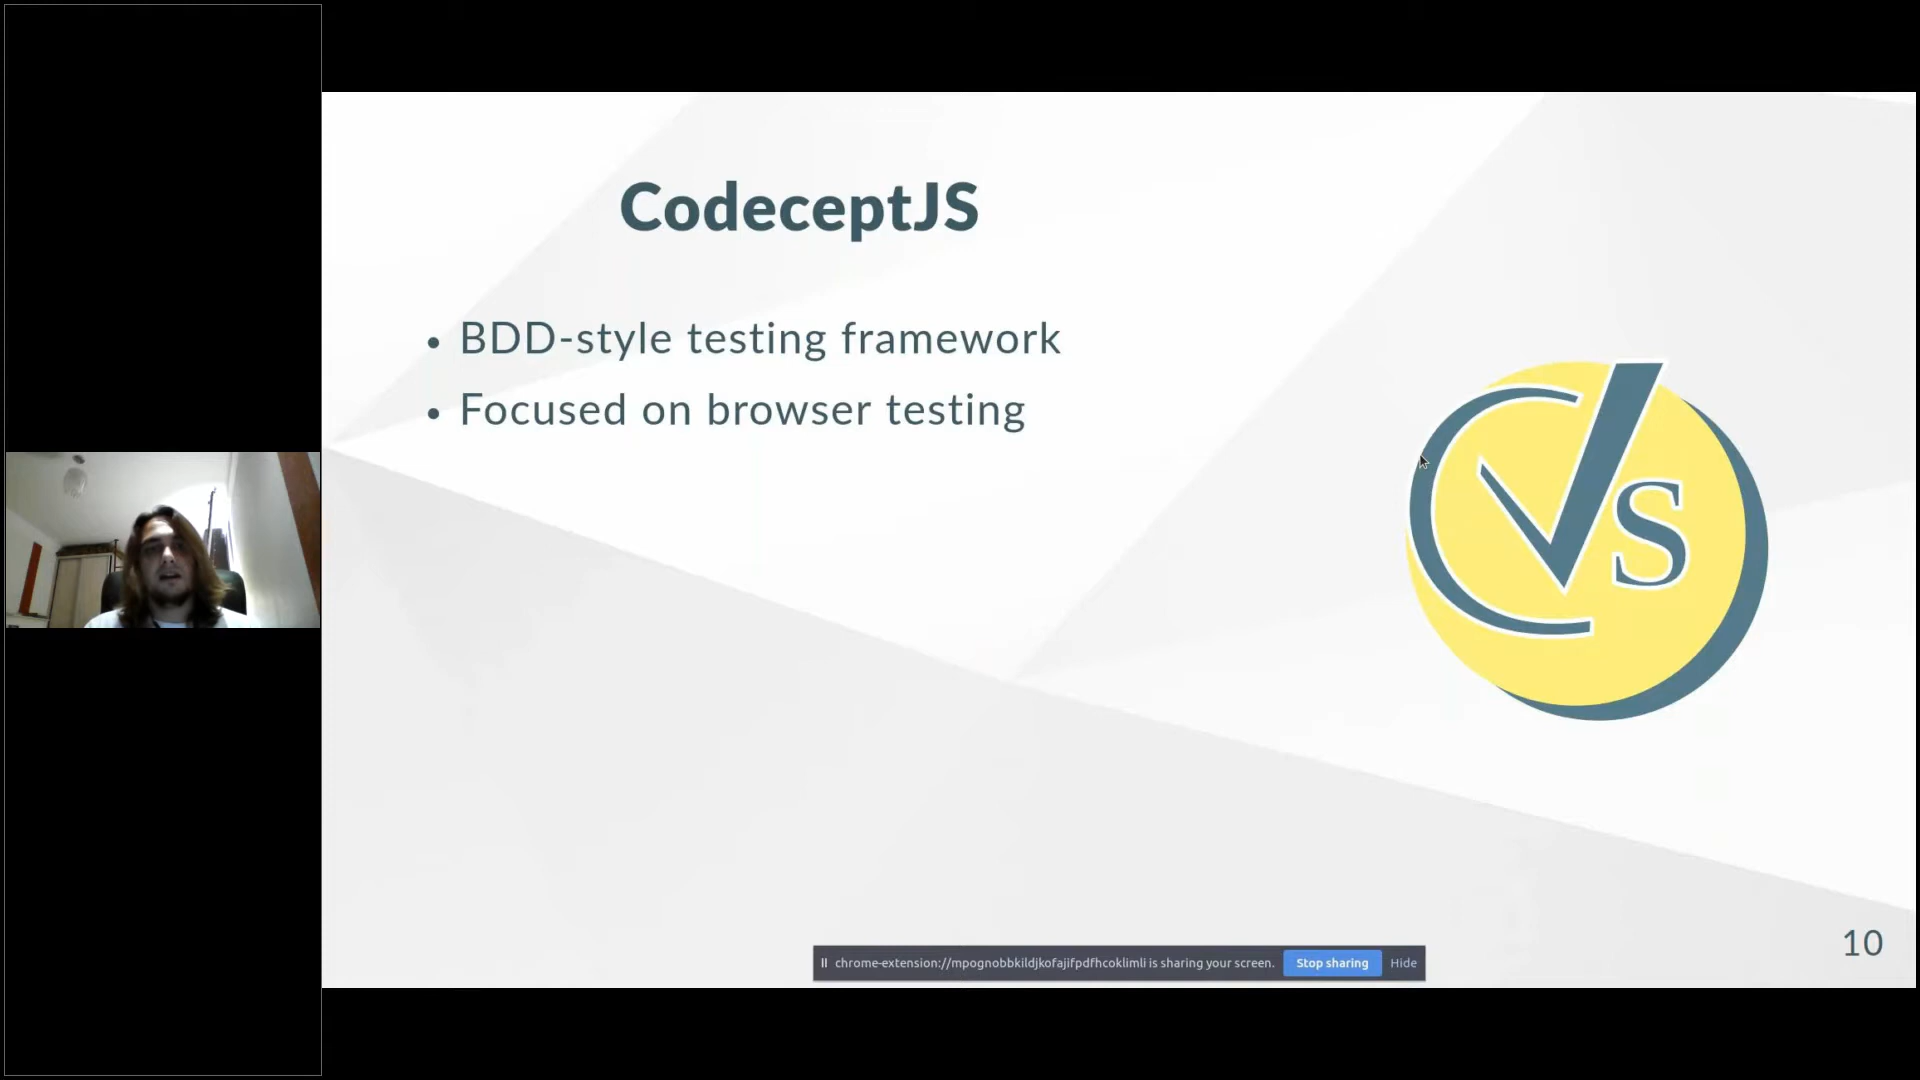 CodeceptJS
• BDD-style testing framework
• Focused on browser testing
CVS
chrome-extension://mpognobbkildjkofajifpdfhcoklimli is sharing your screen. Stop sharing Hide
10